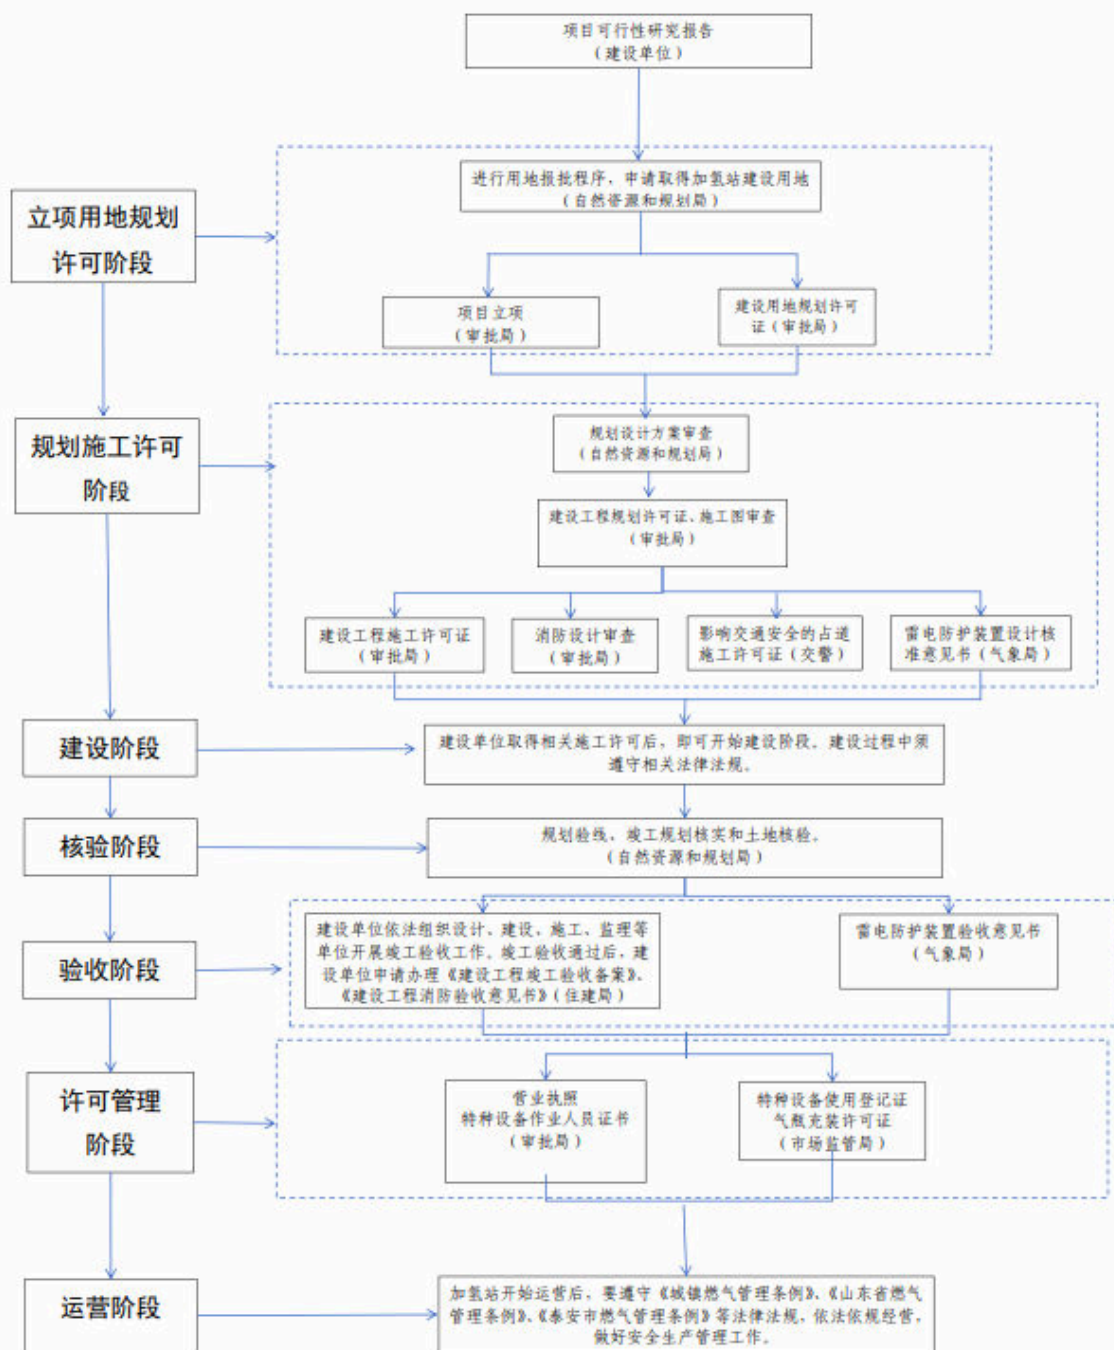 项目可行性研究报告
（建设单位）
进行用地报批程序，申请取得加氢站建设用地
（自然资源和规划局）
立项用地规划
许可阶段
项目立项
（审批局）
建设用地规划许可
证（审批局）
规划设计方案审查
（自然资源和规划局）
规划施工许可
阶段
建设工程规划许可证、施工图审查
（审批局）
建设工程施工许可证
（审批局）
消防设计审查
（审批局）
影响交通安全的占道
施工许可证（交警）
雷电防护装置设计核
准意见书（气象局）
建设阶段
建设单位取得相关施工许可后，即可开始建设阶段。建设过程中须
遵守相关法律法规。
核验阶段
规划验线、竣工规划核实和土地核验。
（自然资源和规划局）
验收阶段
建设单位依法组织设计、建设、施工、监理等
单位开展竣工验收工作。竣工验收通过后，建
设单位申请办理《建设工程竣工验收备案》、
《建设工程消防验收意见书》（住建局）
雷电防护装置验收意见书
（气象局）
许可管理
阶段
营业执照
特种设备作业人员证书
（审批局）
特种设备使用登记证
气瓶充装许可证
（市场监管局）
运营阶段
加氢站开始运营后，要遵守《城镇燃气管理条例》、《山东省燃气
管理条例》、《泰安市燃气管理条例》等法律法规，依法依规经营，
做好安全生产管理工作。